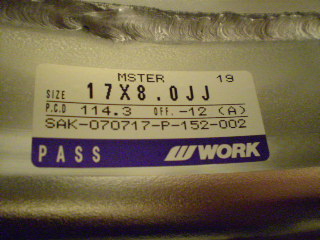 MSTER 19
SIZE 17X8.0JJ
P.C.D 114.3 OFF. -12 (A)
SAK-070717-P-152-002
PASS WORK